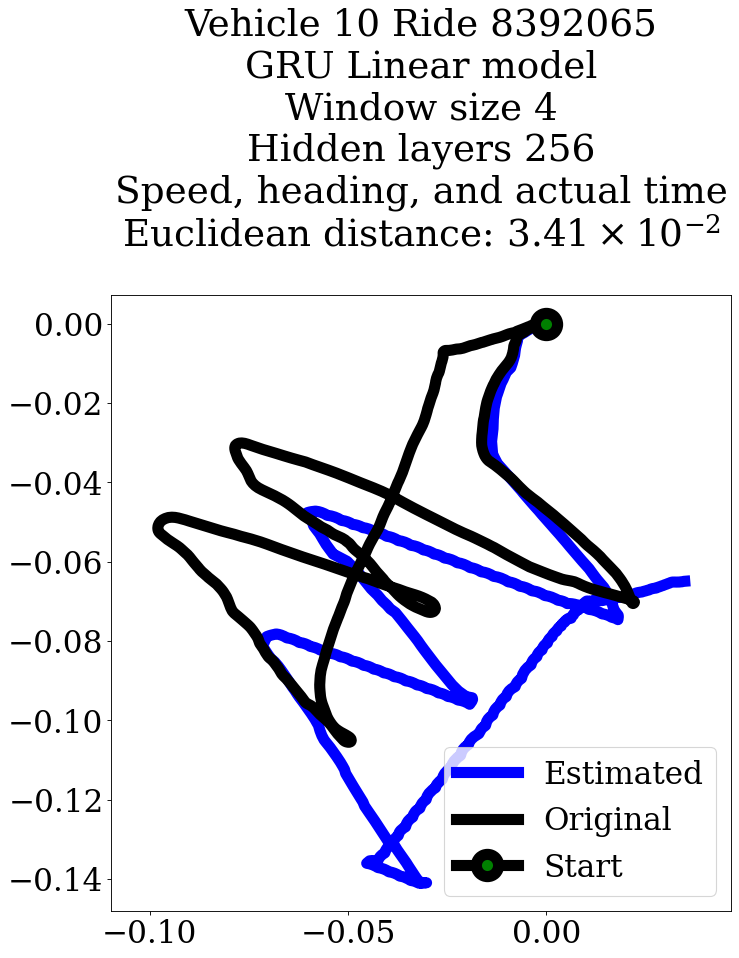 Vehicle 10 Ride 8392065
GRU Linear model
Window size 4
Hidden layers 256
Speed, heading, and actual time
Euclidean distance: 3.41 × 10⁻²
0.00
−0.02
−0.04
−0.06
−0.08
−0.10
−0.12
−0.14
Estimated
Original
Start
−0.10 −0.05 0.00